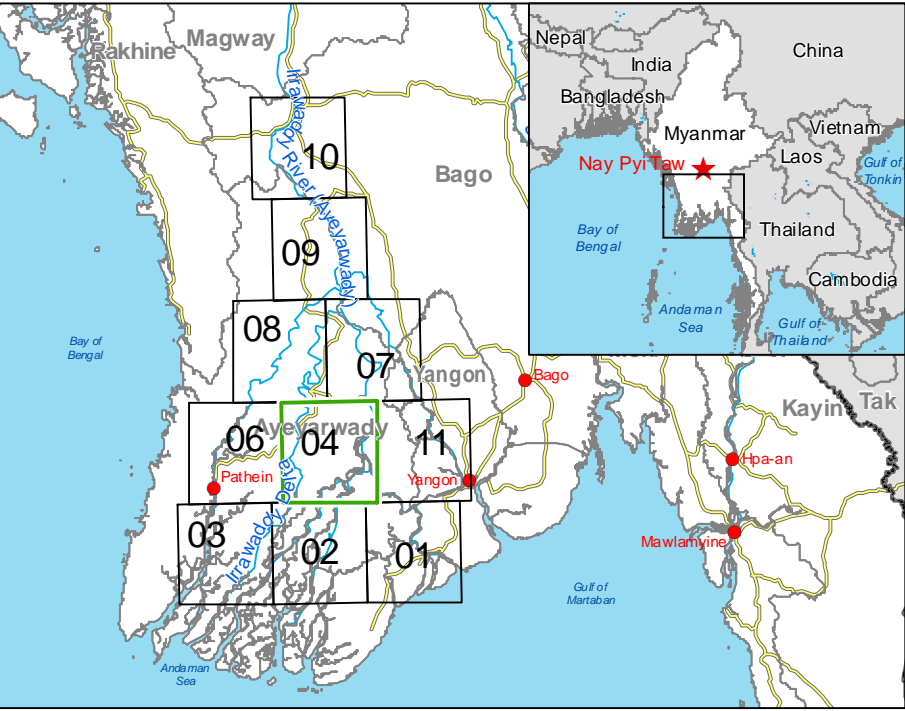 Rakhine
Magway
Irrawaddy River (Ayeyarwady)
10
Bago
09
08
07
Yangon
Bago
Bay of
Bengal
Ayeyarwady
06
04
11
Pathein
Yangon
Irrawaddy Delta
03
02
01
Kayin
Tak
Hpa-an
Mawlamyine
Gulf of
Martaban
Andaman
Sea
Nepal
China
India
Bangladesh
Myanmar
Vietnam
Laos
Nay Pyi Taw
Gulf of
Tonkin
Bay of
Bengal
Thailand
Cambodia
Andaman
Sea
Gulf of
Thailand